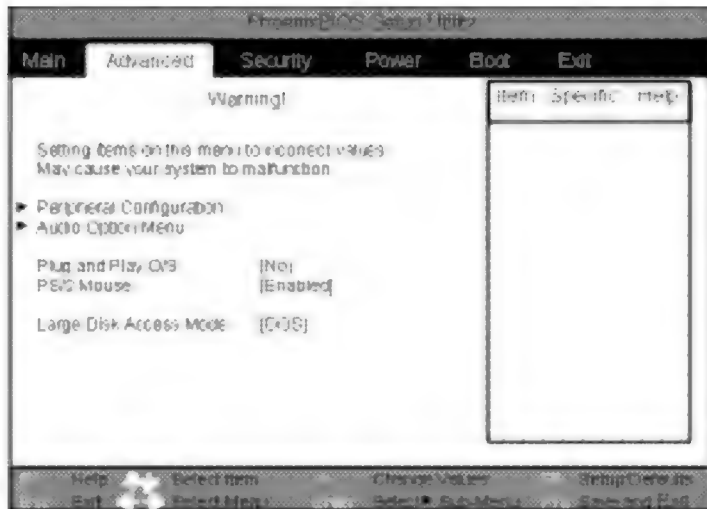 PhoenixBIOS Setup Utility
Main Advanced Security Power Boot Exit
Warning!
Item Specific Help
Setting items on this menu to incorrect values
May cause your system to malfunction
Peripheral Configuration
Audio Option Menu
Plug and Play O/S [No]
PS/2 Mouse [Enabled]
Large Disk Access Mode [DOS]
Help Select Item Change Values Setup Defaults
Exit Select Menu Select Sub-Menu Save and Exit